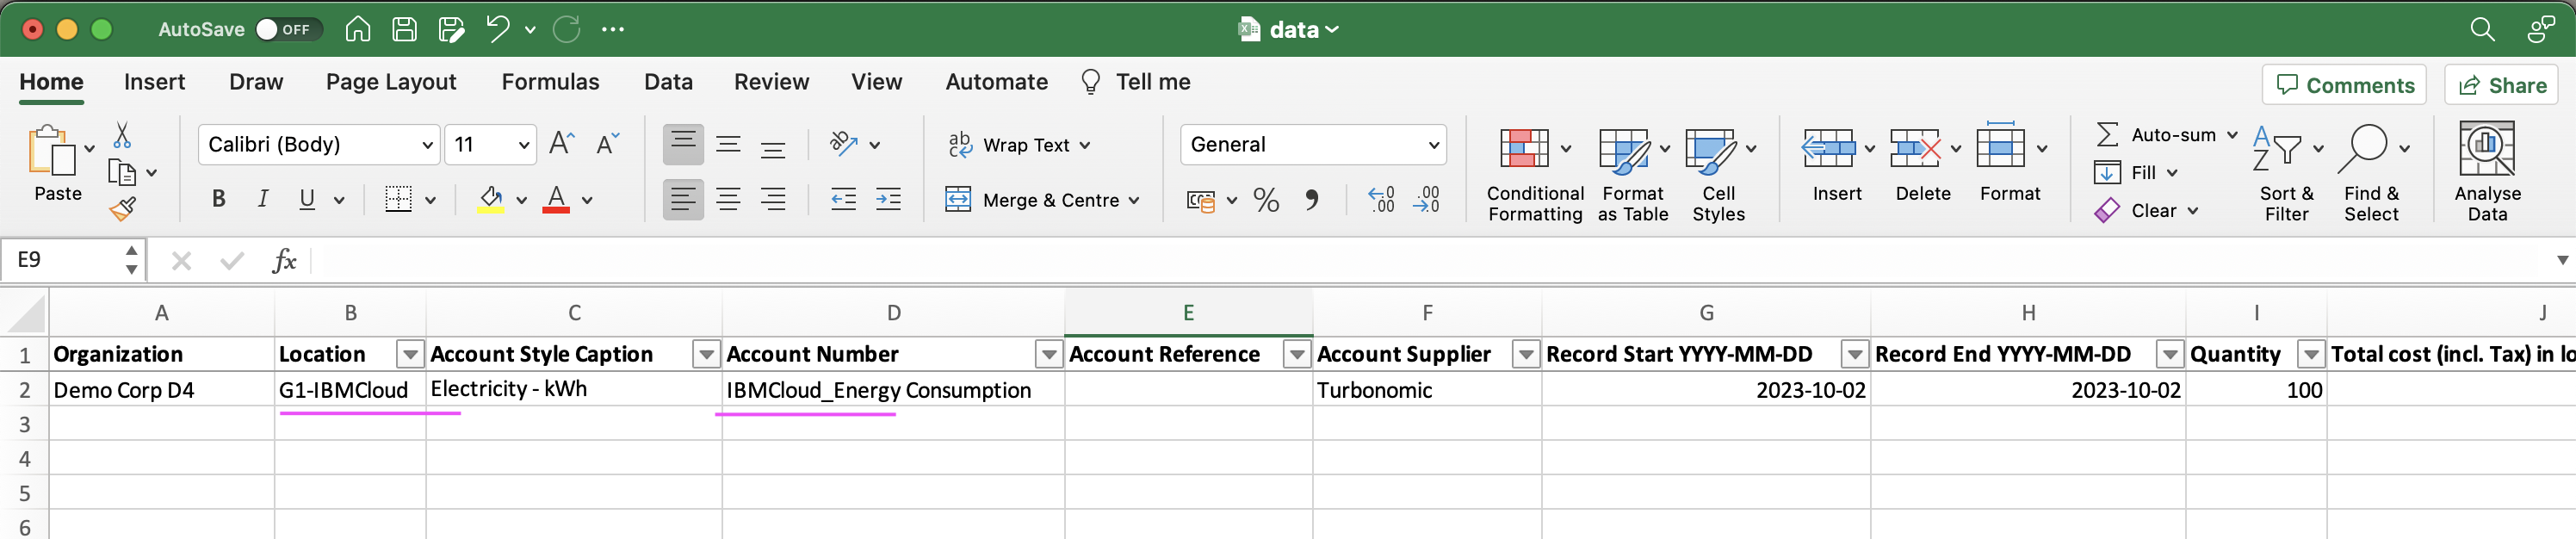 AutoSave OFF data
Home Insert Draw Page Layout Formulas Data Review View Automate Tell me Comments Share
Paste
Calibri (Body) 11 A A
B I U A
ab Wrap Text
Merge & Centre
General
% , .00 .00
Conditional Formatting
Format as Table
Cell Styles
Insert Delete Format
Auto-sum
Fill
Clear
Sort & Filter
Find & Select
Analyse Data
E9 fx
A B C D E F G H I J
1 Organization Location Account Style Caption Account Number Account Reference Account Supplier Record Start YYYY-MM-DD Record End YYYY-MM-DD Quantity Total cost (incl. Tax) in lo
2 Demo Corp D4 G1-IBMCloud Electricity - kWh IBMCloud_Energy Consumption Turbonomic 2023-10-02 2023-10-02 100
3
4
5
6